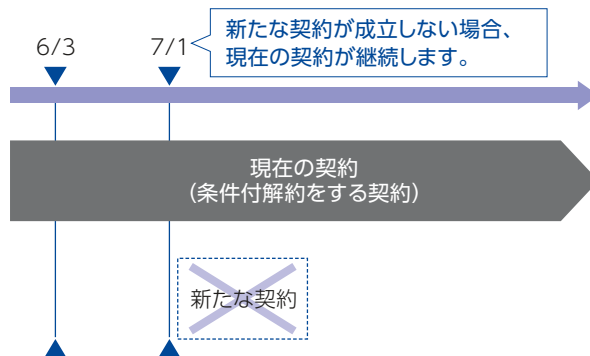 6/3
7/1
新たな契約が成立しない場合、
現在の契約が継続します。
現在の契約
（条件付解約をする契約）
新たな契約